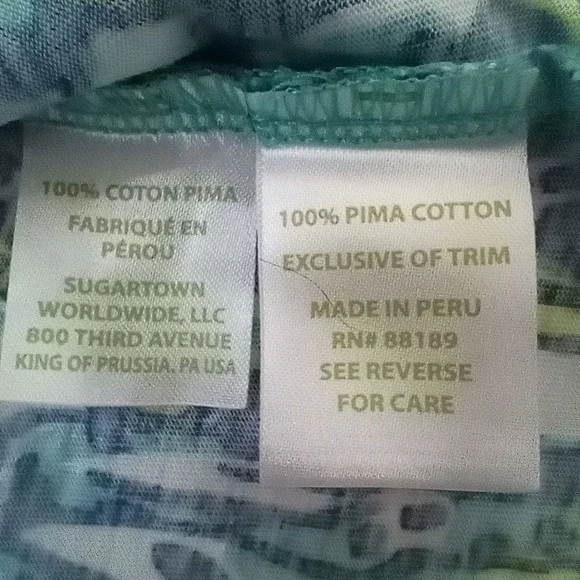 100% COTON PIMA
FABRIQUÉ EN
PÉROU
SUGARTOWN
WORLDWIDE, LLC
800 THIRD AVENUE
KING OF PRUSSIA, PA USA
100% PIMA COTTON
EXCLUSIVE OF TRIM
MADE IN PERU
RN# 88189
SEE REVERSE
FOR CARE